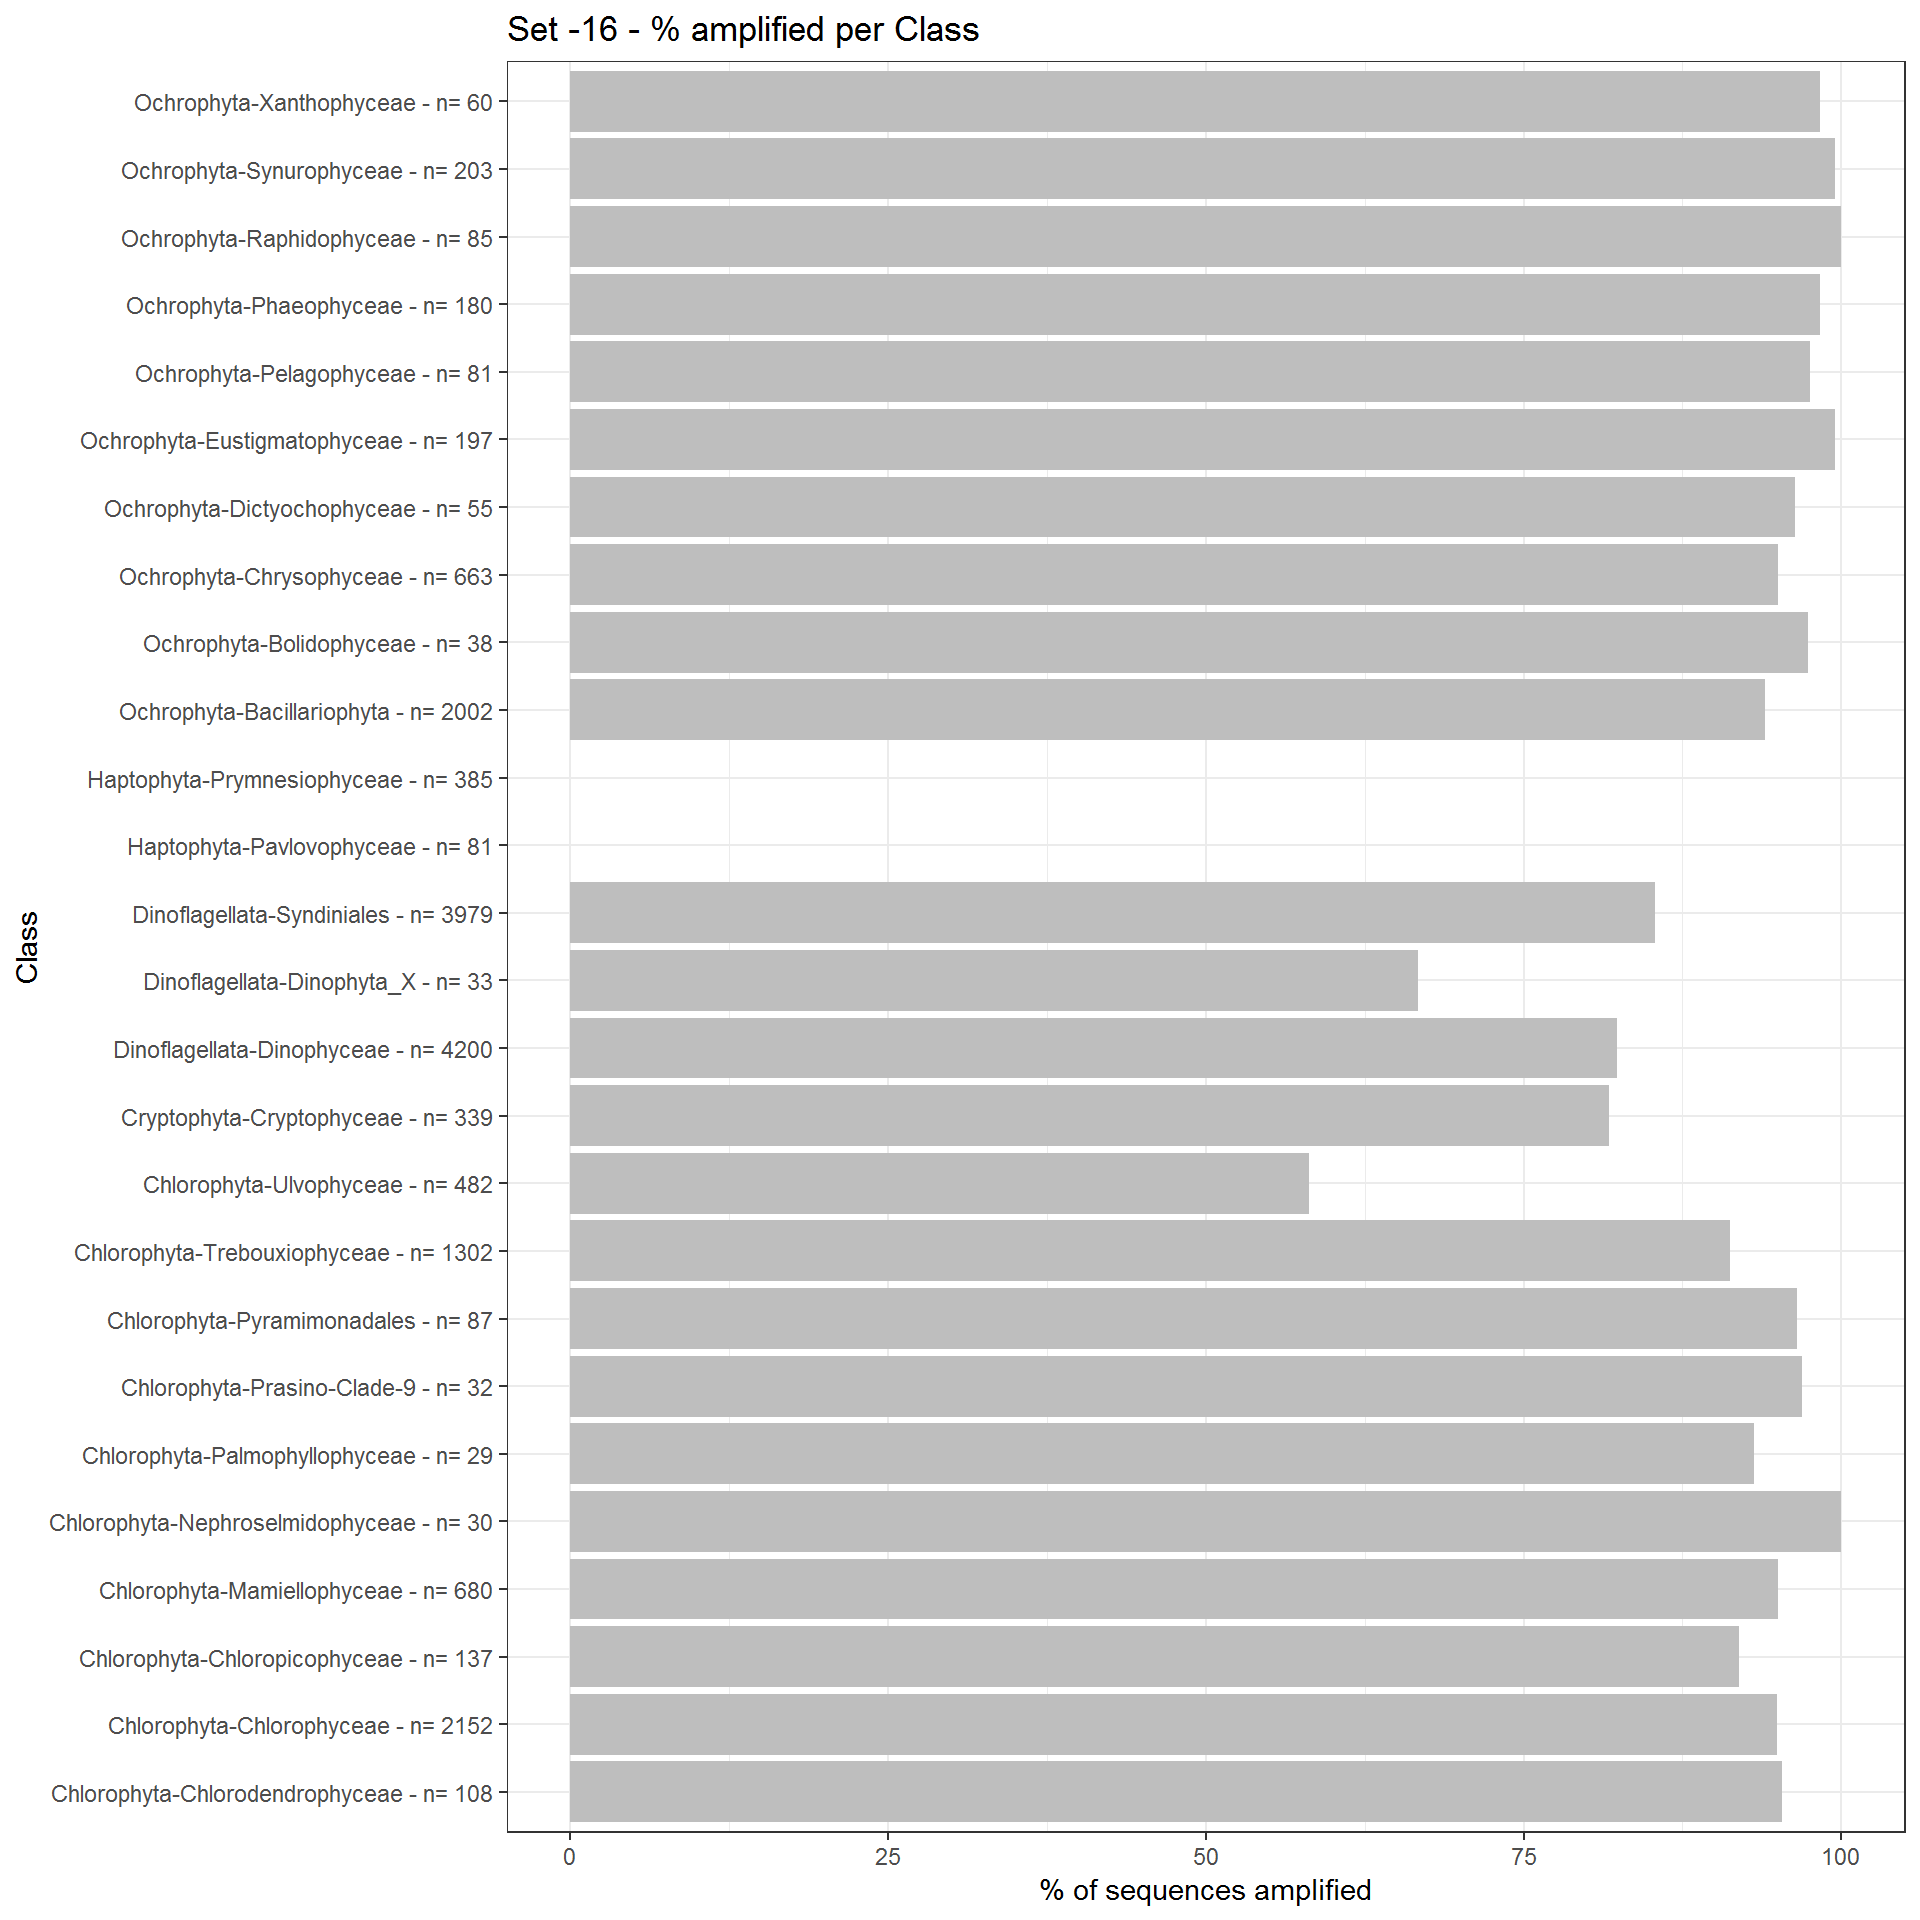 Set -16 - % amplified per Class
Class
Ochrophyta-Xanthophyceae - n= 60
Ochrophyta-Synurophyceae - n= 203
Ochrophyta-Raphidophyceae - n= 85
Ochrophyta-Phaeophyceae - n= 180
Ochrophyta-Pelagophyceae - n= 81
Ochrophyta-Eustigmatophyceae - n= 197
Ochrophyta-Dictyochophyceae - n= 55
Ochrophyta-Chrysophyceae - n= 663
Ochrophyta-Bolidophyceae - n= 38
Ochrophyta-Bacillariophyta - n= 2002
Haptophyta-Prymnesiophyceae - n= 385
Haptophyta-Pavlovophyceae - n= 81
Dinoflagellata-Syndiniales - n= 3979
Dinoflagellata-Dinophyta_X - n= 33
Dinoflagellata-Dinophyceae - n= 4200
Cryptophyta-Cryptophyceae - n= 339
Chlorophyta-Ulvophyceae - n= 482
Chlorophyta-Trebouxiophyceae - n= 1302
Chlorophyta-Pyramimonadales - n= 87
Chlorophyta-Prasino-Clade-9 - n= 32
Chlorophyta-Palmophyllophyceae - n= 29
Chlorophyta-Nephroselmidophyceae - n= 30
Chlorophyta-Mamiellophyceae - n= 680
Chlorophyta-Chloropicophyceae - n= 137
Chlorophyta-Chlorophyceae - n= 2152
Chlorophyta-Chlorodendrophyceae - n= 108
0 25 50 75 100
% of sequences amplified